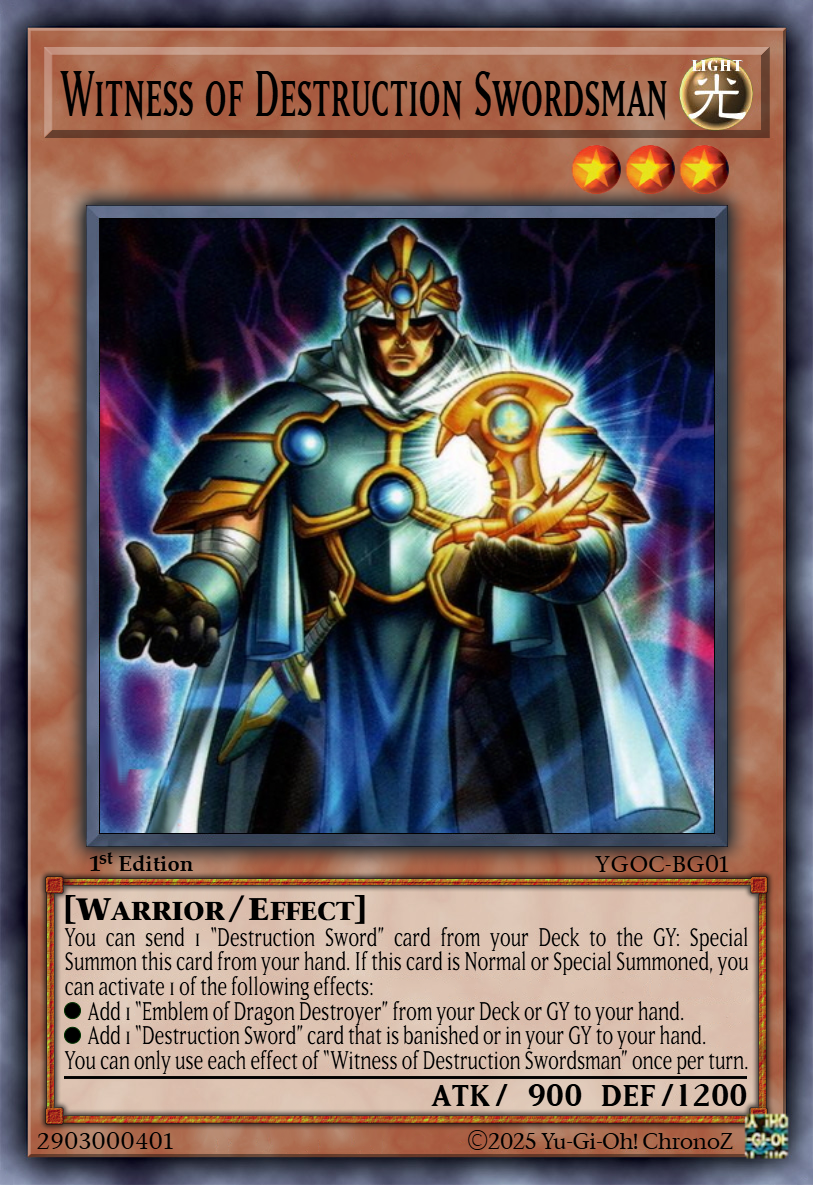 Witness of Destruction Swordsman
LIGHT
光
1st Edition
YGOC-BG01
[Warrior/Effect]
You can send 1 "Destruction Sword" card from your Deck to the GY: Special
Summon this card from your hand. If this card is Normal or Special Summoned, you
can activate 1 of the following effects:
● Add 1 "Emblem of Dragon Destroyer" from your Deck or GY to your hand.
● Add 1 "Destruction Sword" card that is banished or in your GY to your hand.
You can only use each effect of "Witness of Destruction Swordsman" once per turn.
ATK/ 900 DEF/1200
2903000401
©2025 Yu-Gi-Oh! ChronoZ